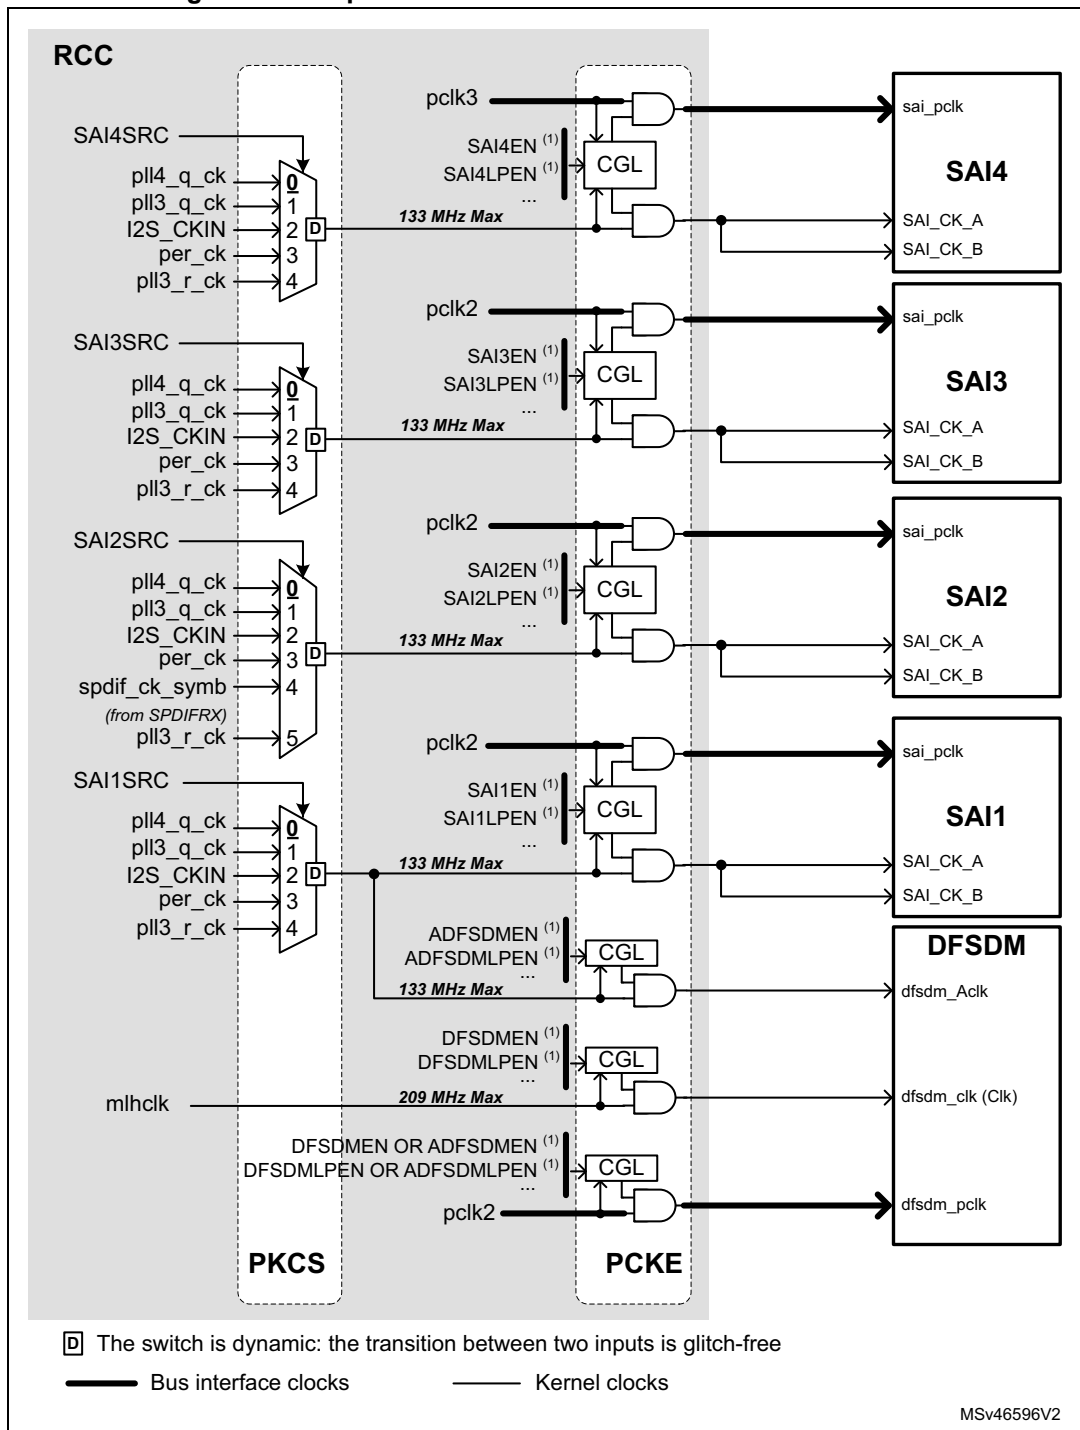 RCC
pclk3
SAI4SRC
SAI4EN (1)
SAI4LPEN (1)
...
CGL
pll4_q_ck
pll3_q_ck
I2S_CKIN
per_ck
pll3_r_ck
0
1
2
3
4
D
133 MHz Max
sai_pclk
SAI4
SAI_CK_A
SAI_CK_B
pclk2
SAI3SRC
SAI3EN (1)
SAI3LPEN (1)
...
CGL
pll4_q_ck
pll3_q_ck
I2S_CKIN
per_ck
pll3_r_ck
0
1
2
3
4
D
133 MHz Max
sai_pclk
SAI3
SAI_CK_A
SAI_CK_B
pclk2
SAI2SRC
SAI2EN (1)
SAI2LPEN (1)
...
CGL
pll4_q_ck
pll3_q_ck
I2S_CKIN
per_ck
spdif_ck_symb
(from SPDIFRX)
pll3_r_ck
0
1
2
3
4
5
D
133 MHz Max
sai_pclk
SAI2
SAI_CK_A
SAI_CK_B
pclk2
SAI1SRC
SAI1EN (1)
SAI1LPEN (1)
...
CGL
pll4_q_ck
pll3_q_ck
I2S_CKIN
per_ck
pll3_r_ck
0
1
2
3
4
D
133 MHz Max
sai_pclk
SAI1
SAI_CK_A
SAI_CK_B
ADFSDMEN (1)
ADFSDMLPEN (1)
...
CGL
133 MHz Max
DFSDM
dfsdm_Aclk
DFSDMEN (1)
DFSDMLPEN (1)
...
CGL
mlhclk
209 MHz Max
dfsdm_clk (Clk)
DFSDMEN OR ADFSDMEN (1)
DFSDMLPEN OR ADFSDMLPEN (1)
...
CGL
pclk2
dfsdm_pclk
PKCS
PCKE
D The switch is dynamic: the transition between two inputs is glitch-free
Bus interface clocks
Kernel clocks
MSv46596V2